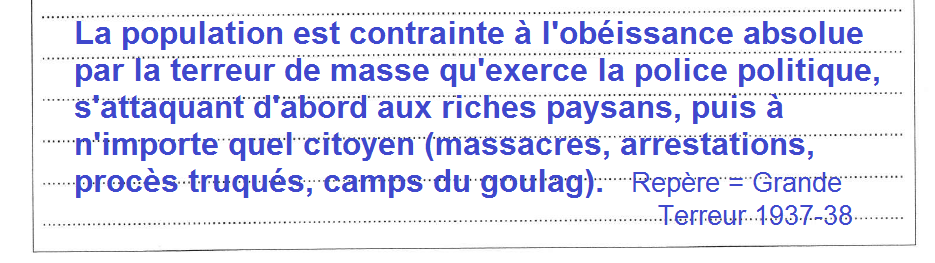 La population est contrainte à l'obéissance absolue
par la terreur de masse qu'exerce la police politique,
s'attaquant d'abord aux riches paysans, puis à
n'importe quel citoyen (massacres, arrestations,
procès truqués, camps du goulag). Repère = Grande
Terreur 1937-38